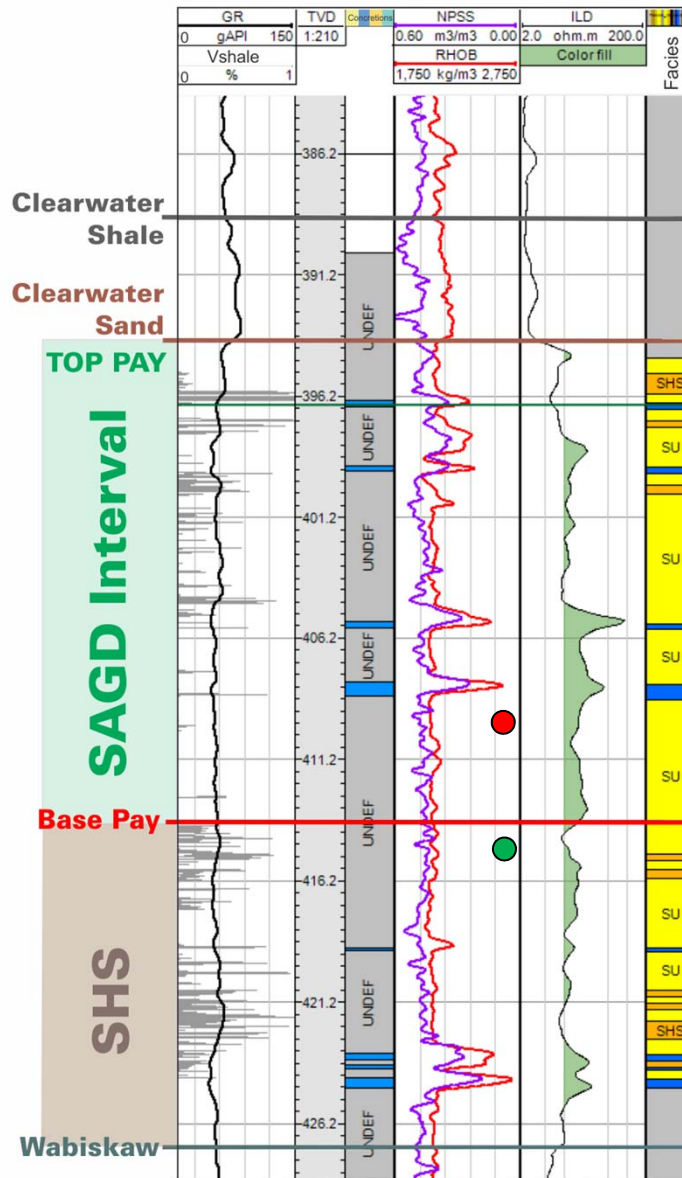 GR
0 gAPI 150
Vshale
0 % 1
TVD
1:210
Concretions
NPSS
0.60 m3/m3 0.00
RHOB
1,750 kg/m3 2,750
ILD
2.0 ohm.m 200.0
Color fill
Facies
386.2
Clearwater
Shale
391.2
Clearwater
Sand
UNDEF
TOP PAY
SHS
396.2
UNDEF
SU
401.2
SAGD Interval
UNDEF
SU
406.2
UNDEF
SU
411.2
SU
Base Pay
UNDEF
416.2
SU
SU
SHS
421.2
UNDEF
SHS
426.2
UNDEF
Wabiskaw